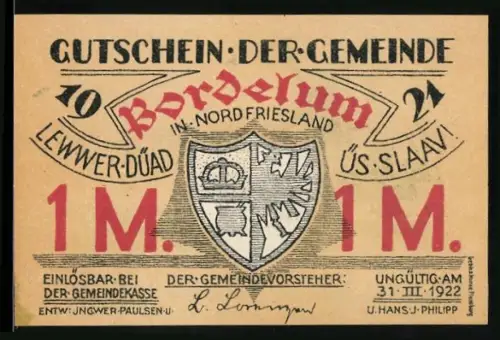 GUTSCHEIN · DER · GEMEINDE
19 21
Bordelum
IN · NORDFRIESLAND
LEWWER · DÜAD ÜS · SLAAV!
1 M. 1 M.
EINLÖSBAR · BEI
DER · GEMEINDEKASSE
DER · GEMEINDEVORSTEHER:
UNGÜLTIG · AM
31 · III · 1922
ENTW: JNGWER · PAULSEN · U · U. HANS · J · PHILIPP